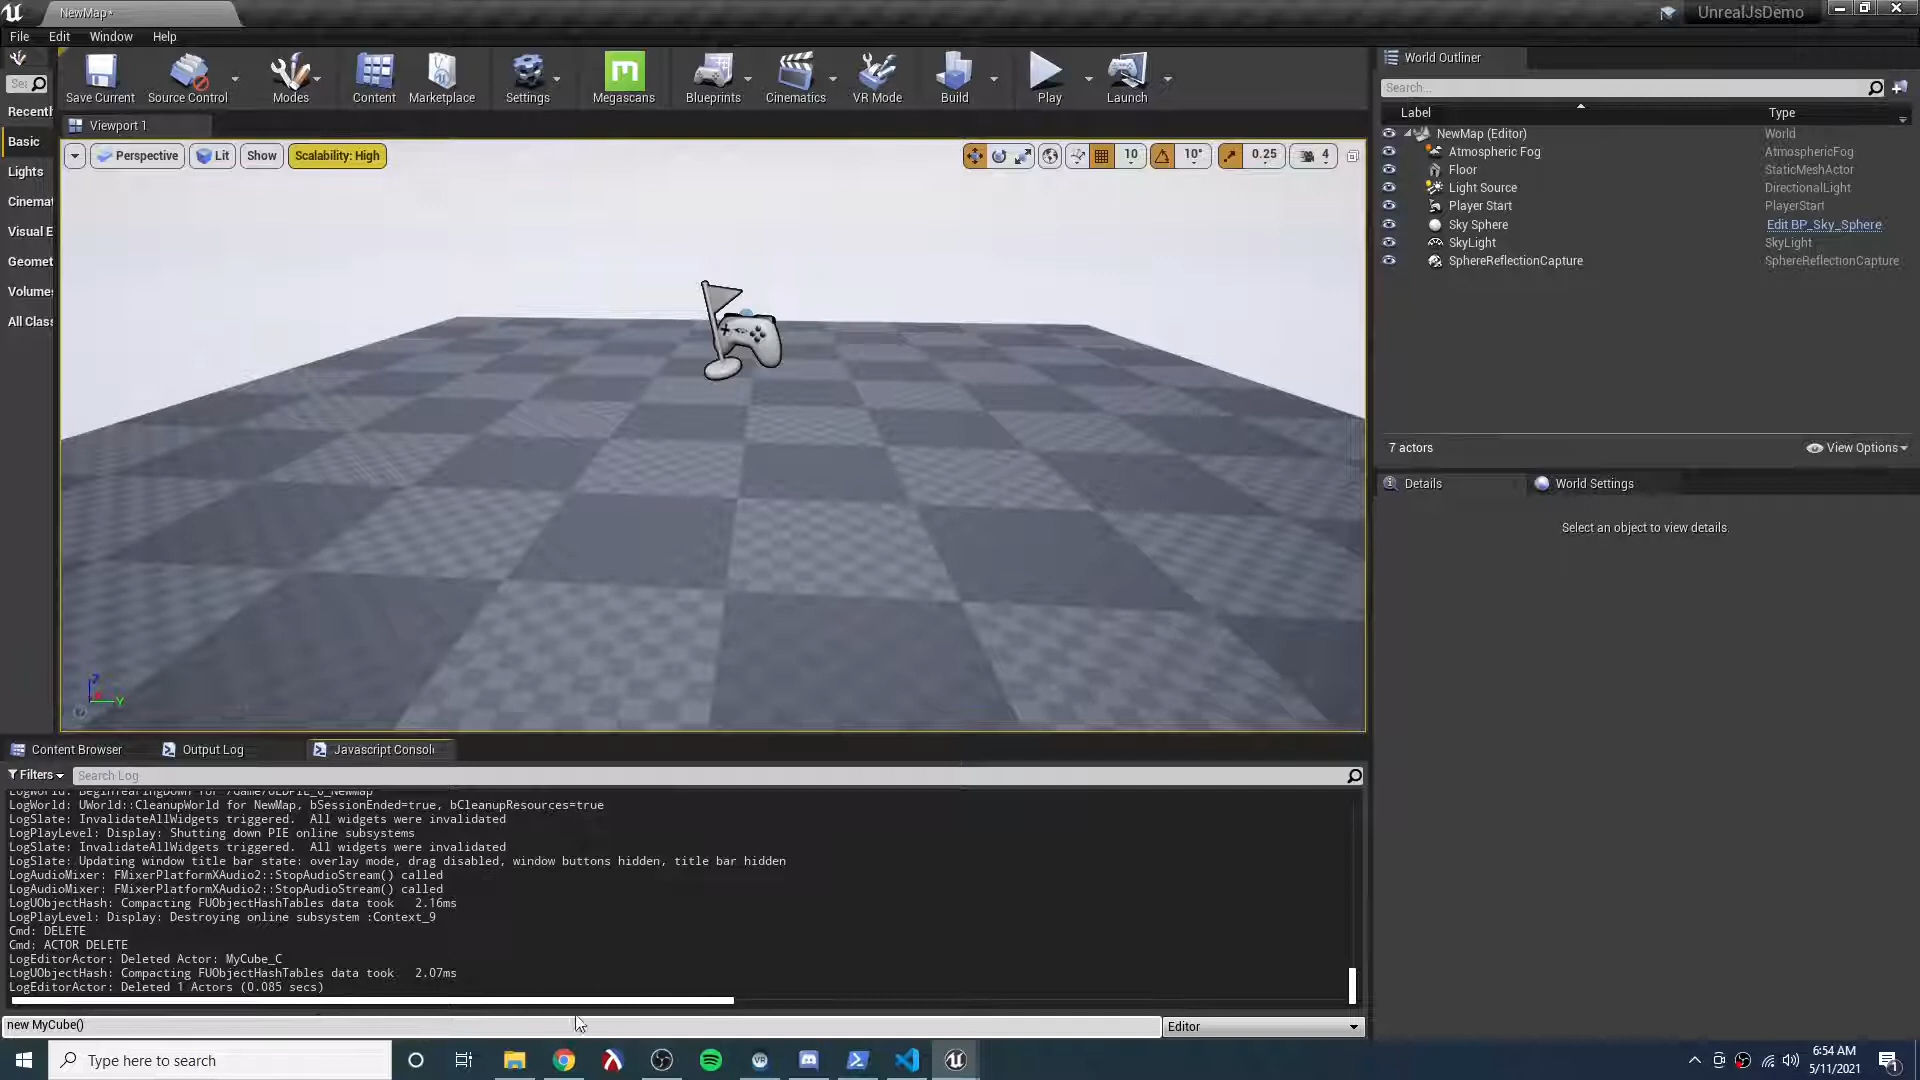 NewMap*
UnrealJsDemo
File Edit Window Help
Save Current
Source Control
Modes
Content
Marketplace
Settings
Megascans
Blueprints
Cinematics
VR Mode
Build
Play
Launch
Recent
Basic
Lights
Cinemat
Visual E
Geomet
Volume
All Clas
Viewport 1
Perspective
Lit
Show
Scalability: High
10
10°
0.25
4
World Outliner
Search...
Label Type
NewMap (Editor) World
Atmospheric Fog AtmosphericFog
Floor StaticMeshActor
Light Source DirectionalLight
Player Start PlayerStart
Sky Sphere Edit BP_Sky_Sphere
SkyLight SkyLight
SphereReflectionCapture SphereReflectionCapture
7 actors
View Options
Details
World Settings
Select an object to view details.
Z
Y
Content Browser
Output Log
Javascript Consol
Filters
Search Log
LogWorld: UWorld::CleanupWorld for NewMap, bSessionEnded=true, bCleanupResources=true
LogSlate: InvalidateAllWidgets triggered.  All widgets were invalidated
LogPlayLevel: Display: Shutting down PIE online subsystems
LogSlate: InvalidateAllWidgets triggered.  All widgets were invalidated
LogSlate: Updating window title bar state: overlay mode, drag disabled, window buttons hidden, title bar hidden
LogAudioMixer: FMixerPlatformXAudio2::StopAudioStream() called
LogAudioMixer: FMixerPlatformXAudio2::StopAudioStream() called
LogUObjectHash: Compacting FUObjectHashTables data took   2.16ms
LogPlayLevel: Display: Destroying online subsystem :Context_9
Cmd: DELETE
Cmd: ACTOR DELETE
LogEditorActor: Deleted Actor: MyCube_C
LogUObjectHash: Compacting FUObjectHashTables data took   2.07ms
LogEditorActor: Deleted 1 Actors (0.085 secs)
new MyCube()
Editor
Type here to search
6:54 AM
5/11/2021
1